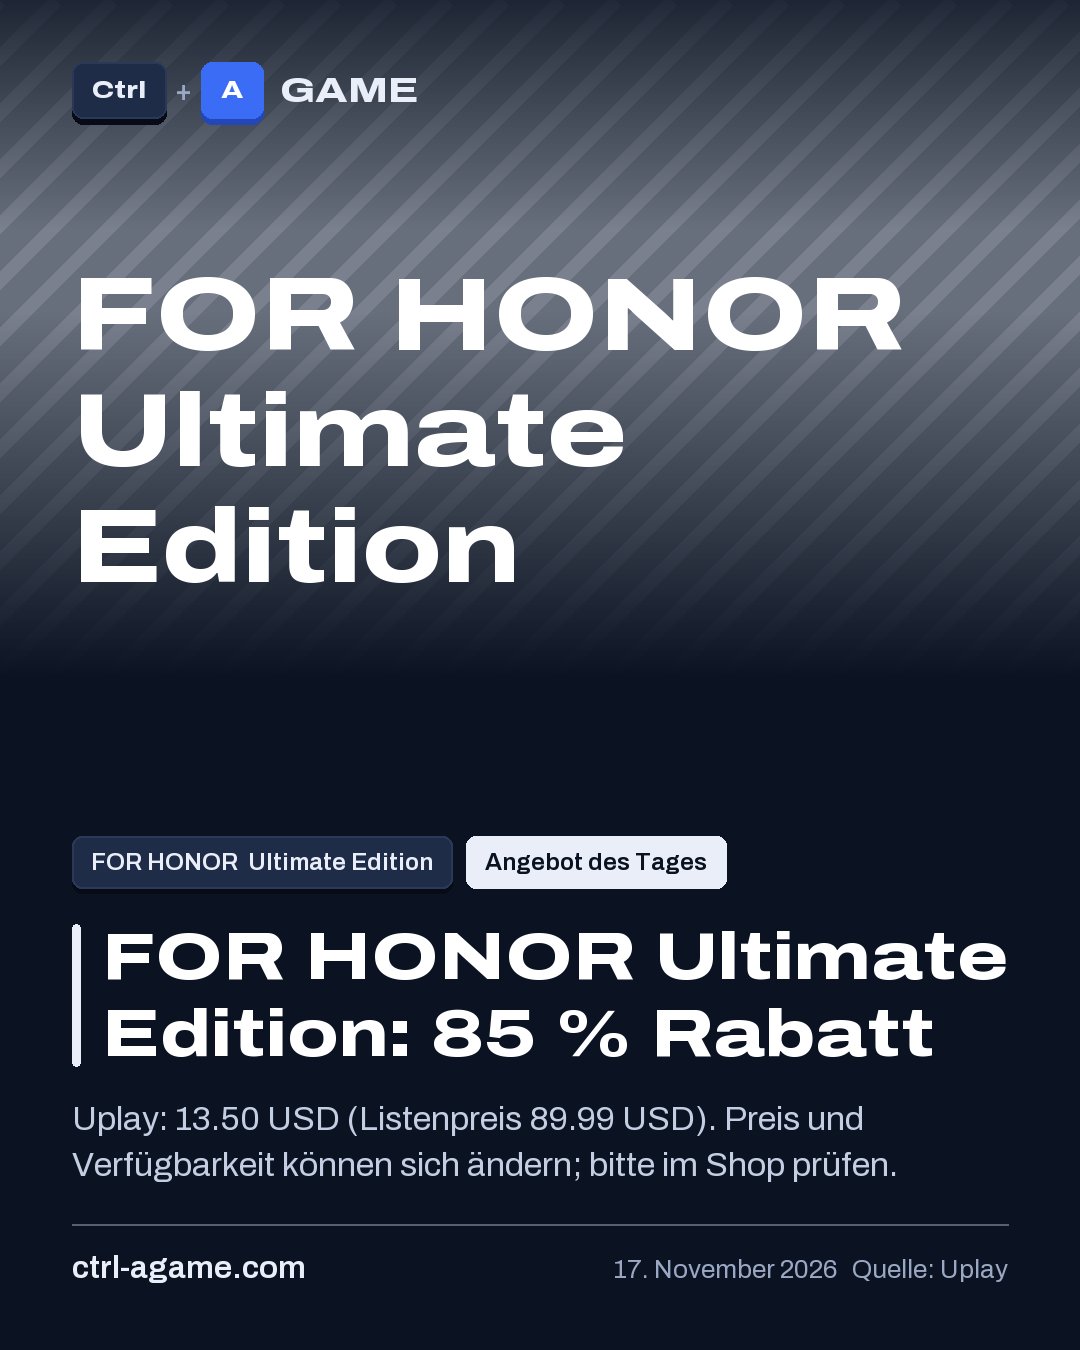 Ctrl + A GAME
FOR HONOR
Ultimate
Edition
FOR HONOR Ultimate Edition
Angebot des Tages
FOR HONOR Ultimate
Edition: 85 % Rabatt
Uplay: 13.50 USD (Listenpreis 89.99 USD). Preis und
Verfügbarkeit können sich ändern; bitte im Shop prüfen.
ctrl-agame.com
17. November 2026 Quelle: Uplay